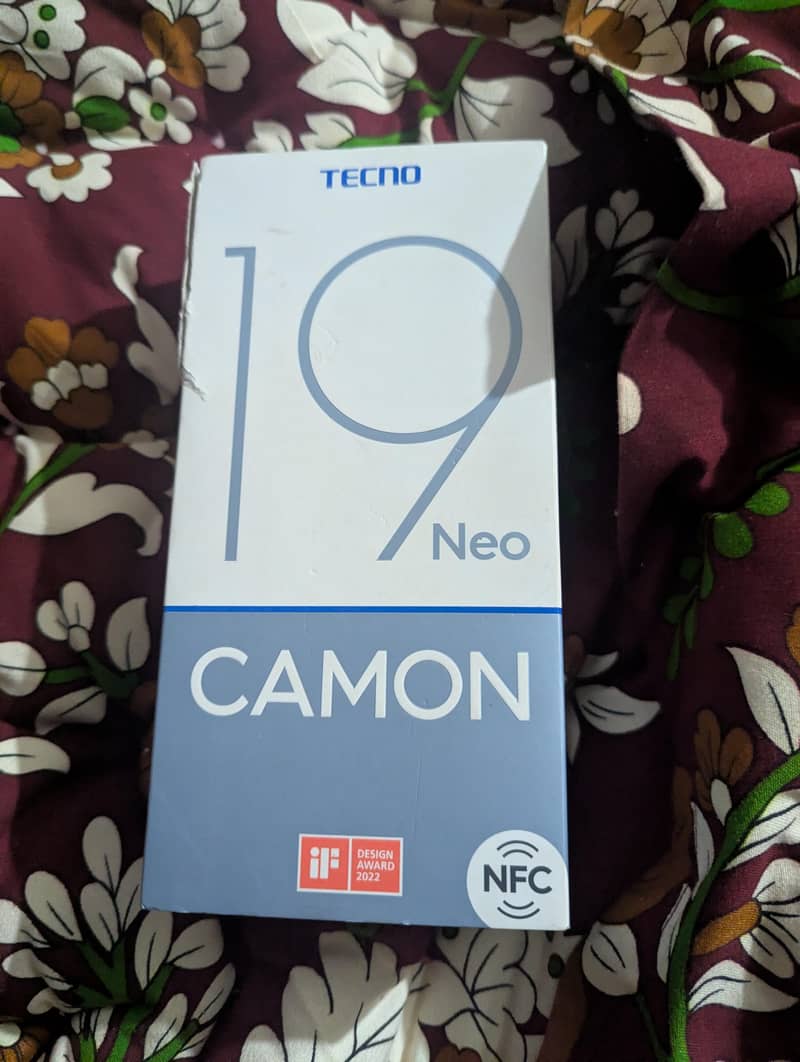 TECNO
19
Neo
CAMON
iF DESIGN
AWARD
2022
NFC